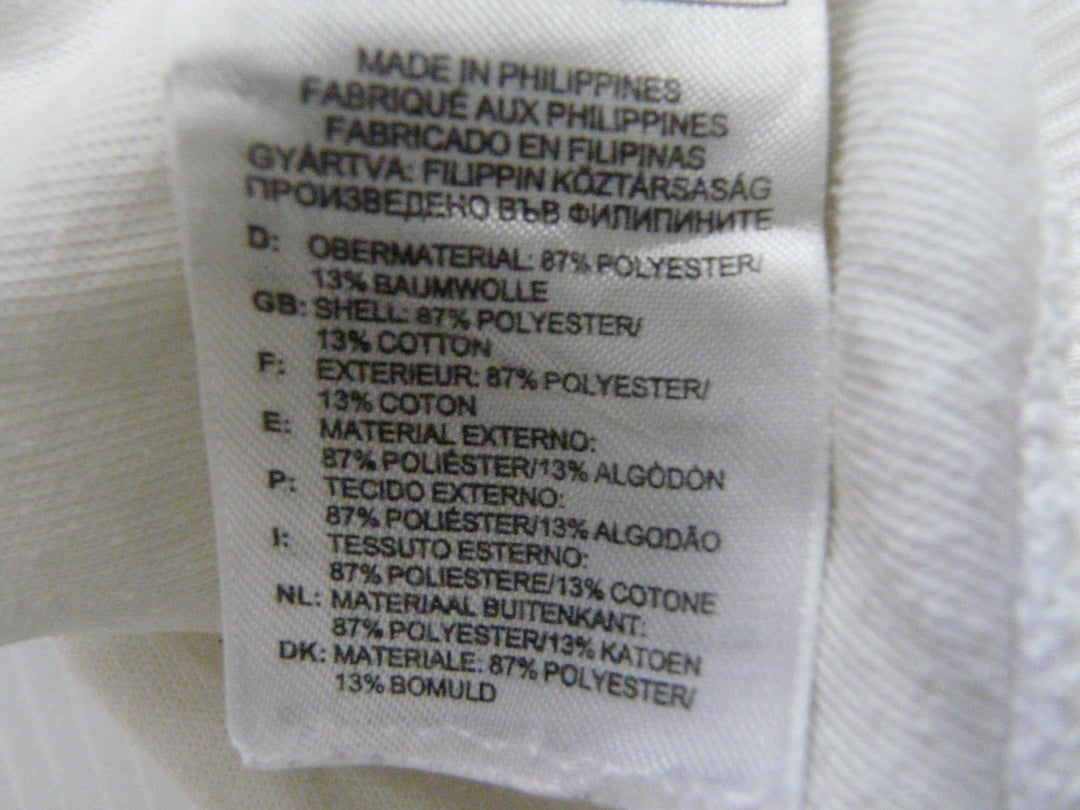 MADE IN PHILIPPINES
FABRIQUÉ AUX PHILIPPINES
FABRICADO EN FILIPINAS
GYÁRTVA: FILIPPIN KÖZTÁRSASÁG
ПРОИЗВЕДЕНО ВЪВ ФИЛИПИНИТЕ
D: OBERMATERIAL: 87% POLYESTER/
13% BAUMWOLLE
GB: SHELL: 87% POLYESTER/
13% COTTON
F: EXTERIEUR: 87% POLYESTER/
13% COTON
E: MATERIAL EXTERNO:
87% POLIÉSTER/13% ALGODÓN
P: TECIDO EXTERNO:
87% POLIÉSTER/13% ALGODÃO
I: TESSUTO ESTERNO:
87% POLIESTERE/13% COTONE
NL: MATERIAAL BUITENKANT:
87% POLYESTER/13% KATOEN
DK: MATERIALE: 87% POLYESTER/
13% BOMULD